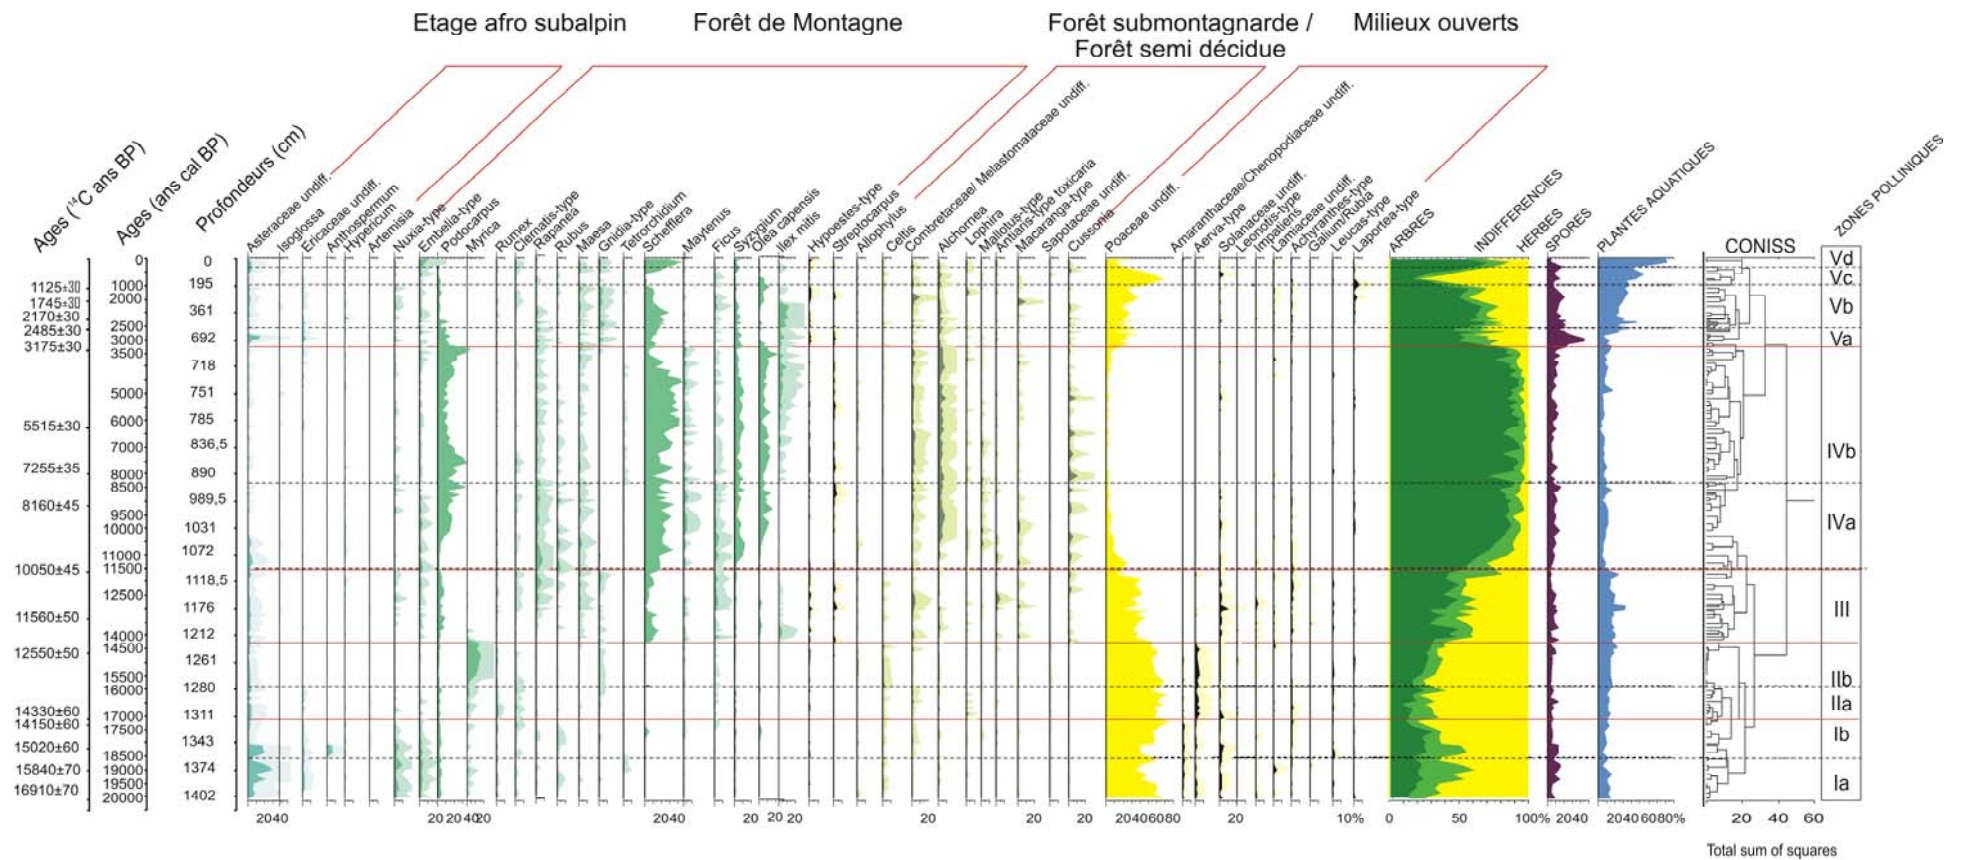 Etage afro subalpin
Forêt de Montagne
Forêt submontagnarde /
Forêt semi décidue
Milieux ouverts
Ages (¹⁴C ans BP)
Ages (ans cal BP)
Profondeurs (cm)
Asteraceae undiff.
Isoglossa
Ericaceae undiff.
Anthospermum
Hypericum
Artemisia
Nuxia-type
Embelia-type
Podocarpus
Myrica
Rumex
Clematis-type
Rapanea
Rubus
Maesa
Gnidia-type
Tetrorchidium
Schefflera
Maytenus
Ficus
Syzygium
Olea capensis
Ilex mitis
Hypoestes-type
Streptocarpus
Allophylus
Celtis
Combretaceae/ Melastomataceae undiff.
Alchornea
Lophira
Mallotus-type
Antiaris-type toxicaria
Macaranga-type
Sapotaceae undiff.
Cussonia
Poaceae undiff.
Amaranthaceae/Chenopodiaceae undiff.
Aerva-type
Solanaceae undiff.
Leonotis-type
Impatiens
Lamiaceae undiff.
Achyranthes-type
Galium/Rubia
Leucas-type
Laportea-type
ARBRES
INDIFFERENCIES
HERBES
SPORES
PLANTES AQUATIQUES
CONISS
ZONES POLLINIQUES
1125±30
1745±30
2170±30
2485±30
3175±30
5515±30
7255±35
8160±45
10050±45
11560±50
12550±50
14330±60
14150±60
15020±60
15840±70
16910±70
0
1000
2000
2500
3000
3500
5000
6000
7000
8000
8500
9500
10000
11000
11500
12500
14000
14500
15500
16000
17000
17500
18500
19000
19500
20000
0
195
361
692
718
751
785
836,5
890
989,5
1031
1072
1118,5
1176
1212
1261
1280
1311
1343
1374
1402
Vd
Vc
Vb
Va
IVb
IVa
III
IIb
IIa
Ib
Ia
2040
20 2040 20
2040
20 20 20
20
20
20
20406080
20
10%
0
50
100%
2040
20406080%
20 40 60
Total sum of squares